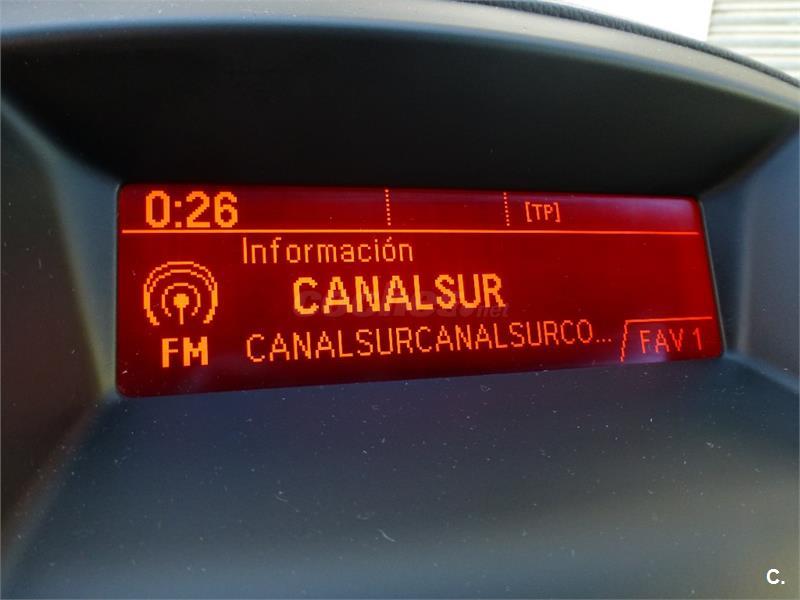 0:26 [TP]
Información
CANALSUR
FM CANALSURCANALSURCO... FAV 1
C.